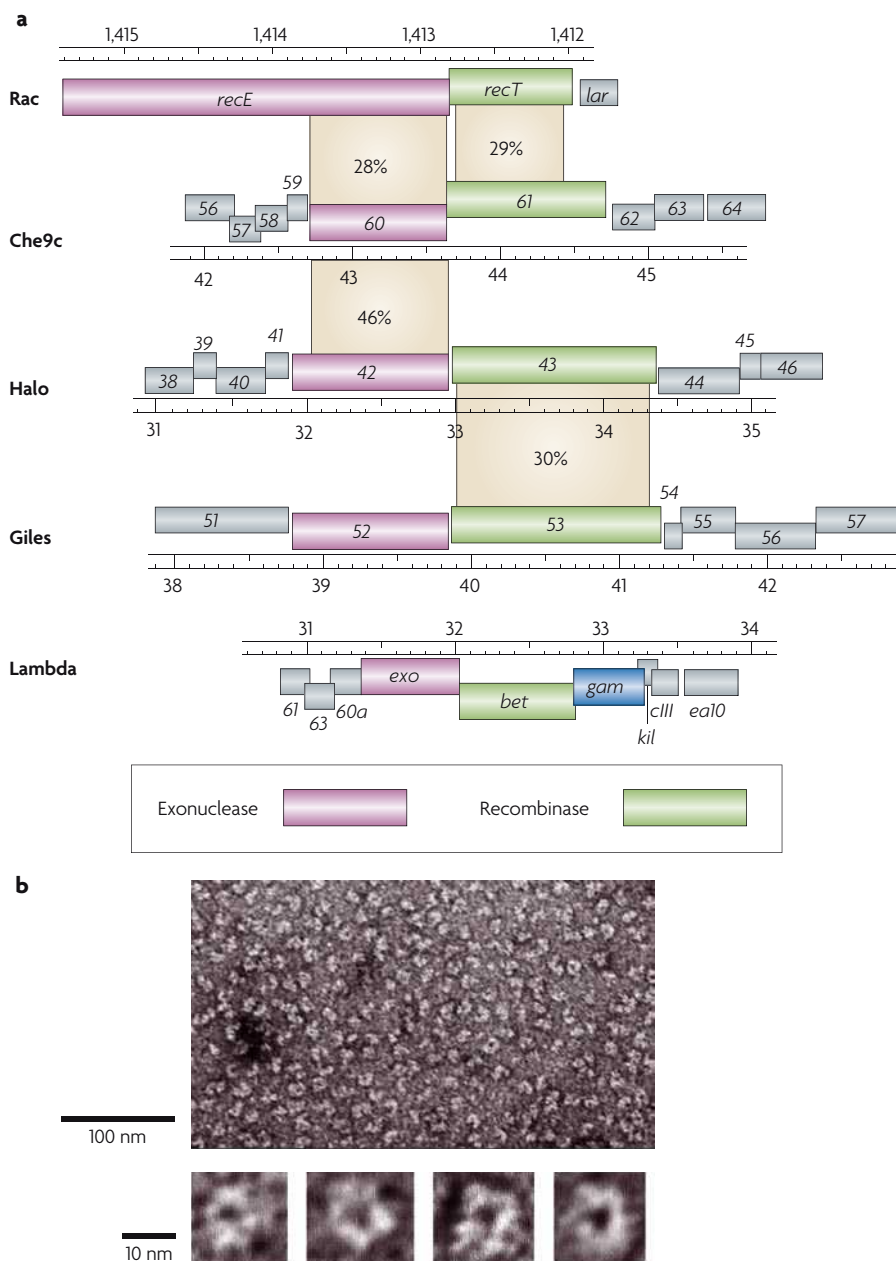 a
1,415 1,414 1,413 1,412
Rac
recE recT lar
28% 29%
59
56 57 58 60 61 62 63 64
Che9c
42 43 44 45
46%
39 41 45
38 40 42 43 44 46
Halo
31 32 33 34 35
30%
54
51 52 53 55 56 57
Giles
38 39 40 41 42
31 32 33 34
Lambda
exo bet gam
61 63 60a cIII ea10
kil
Exonuclease Recombinase
b
100 nm
10 nm